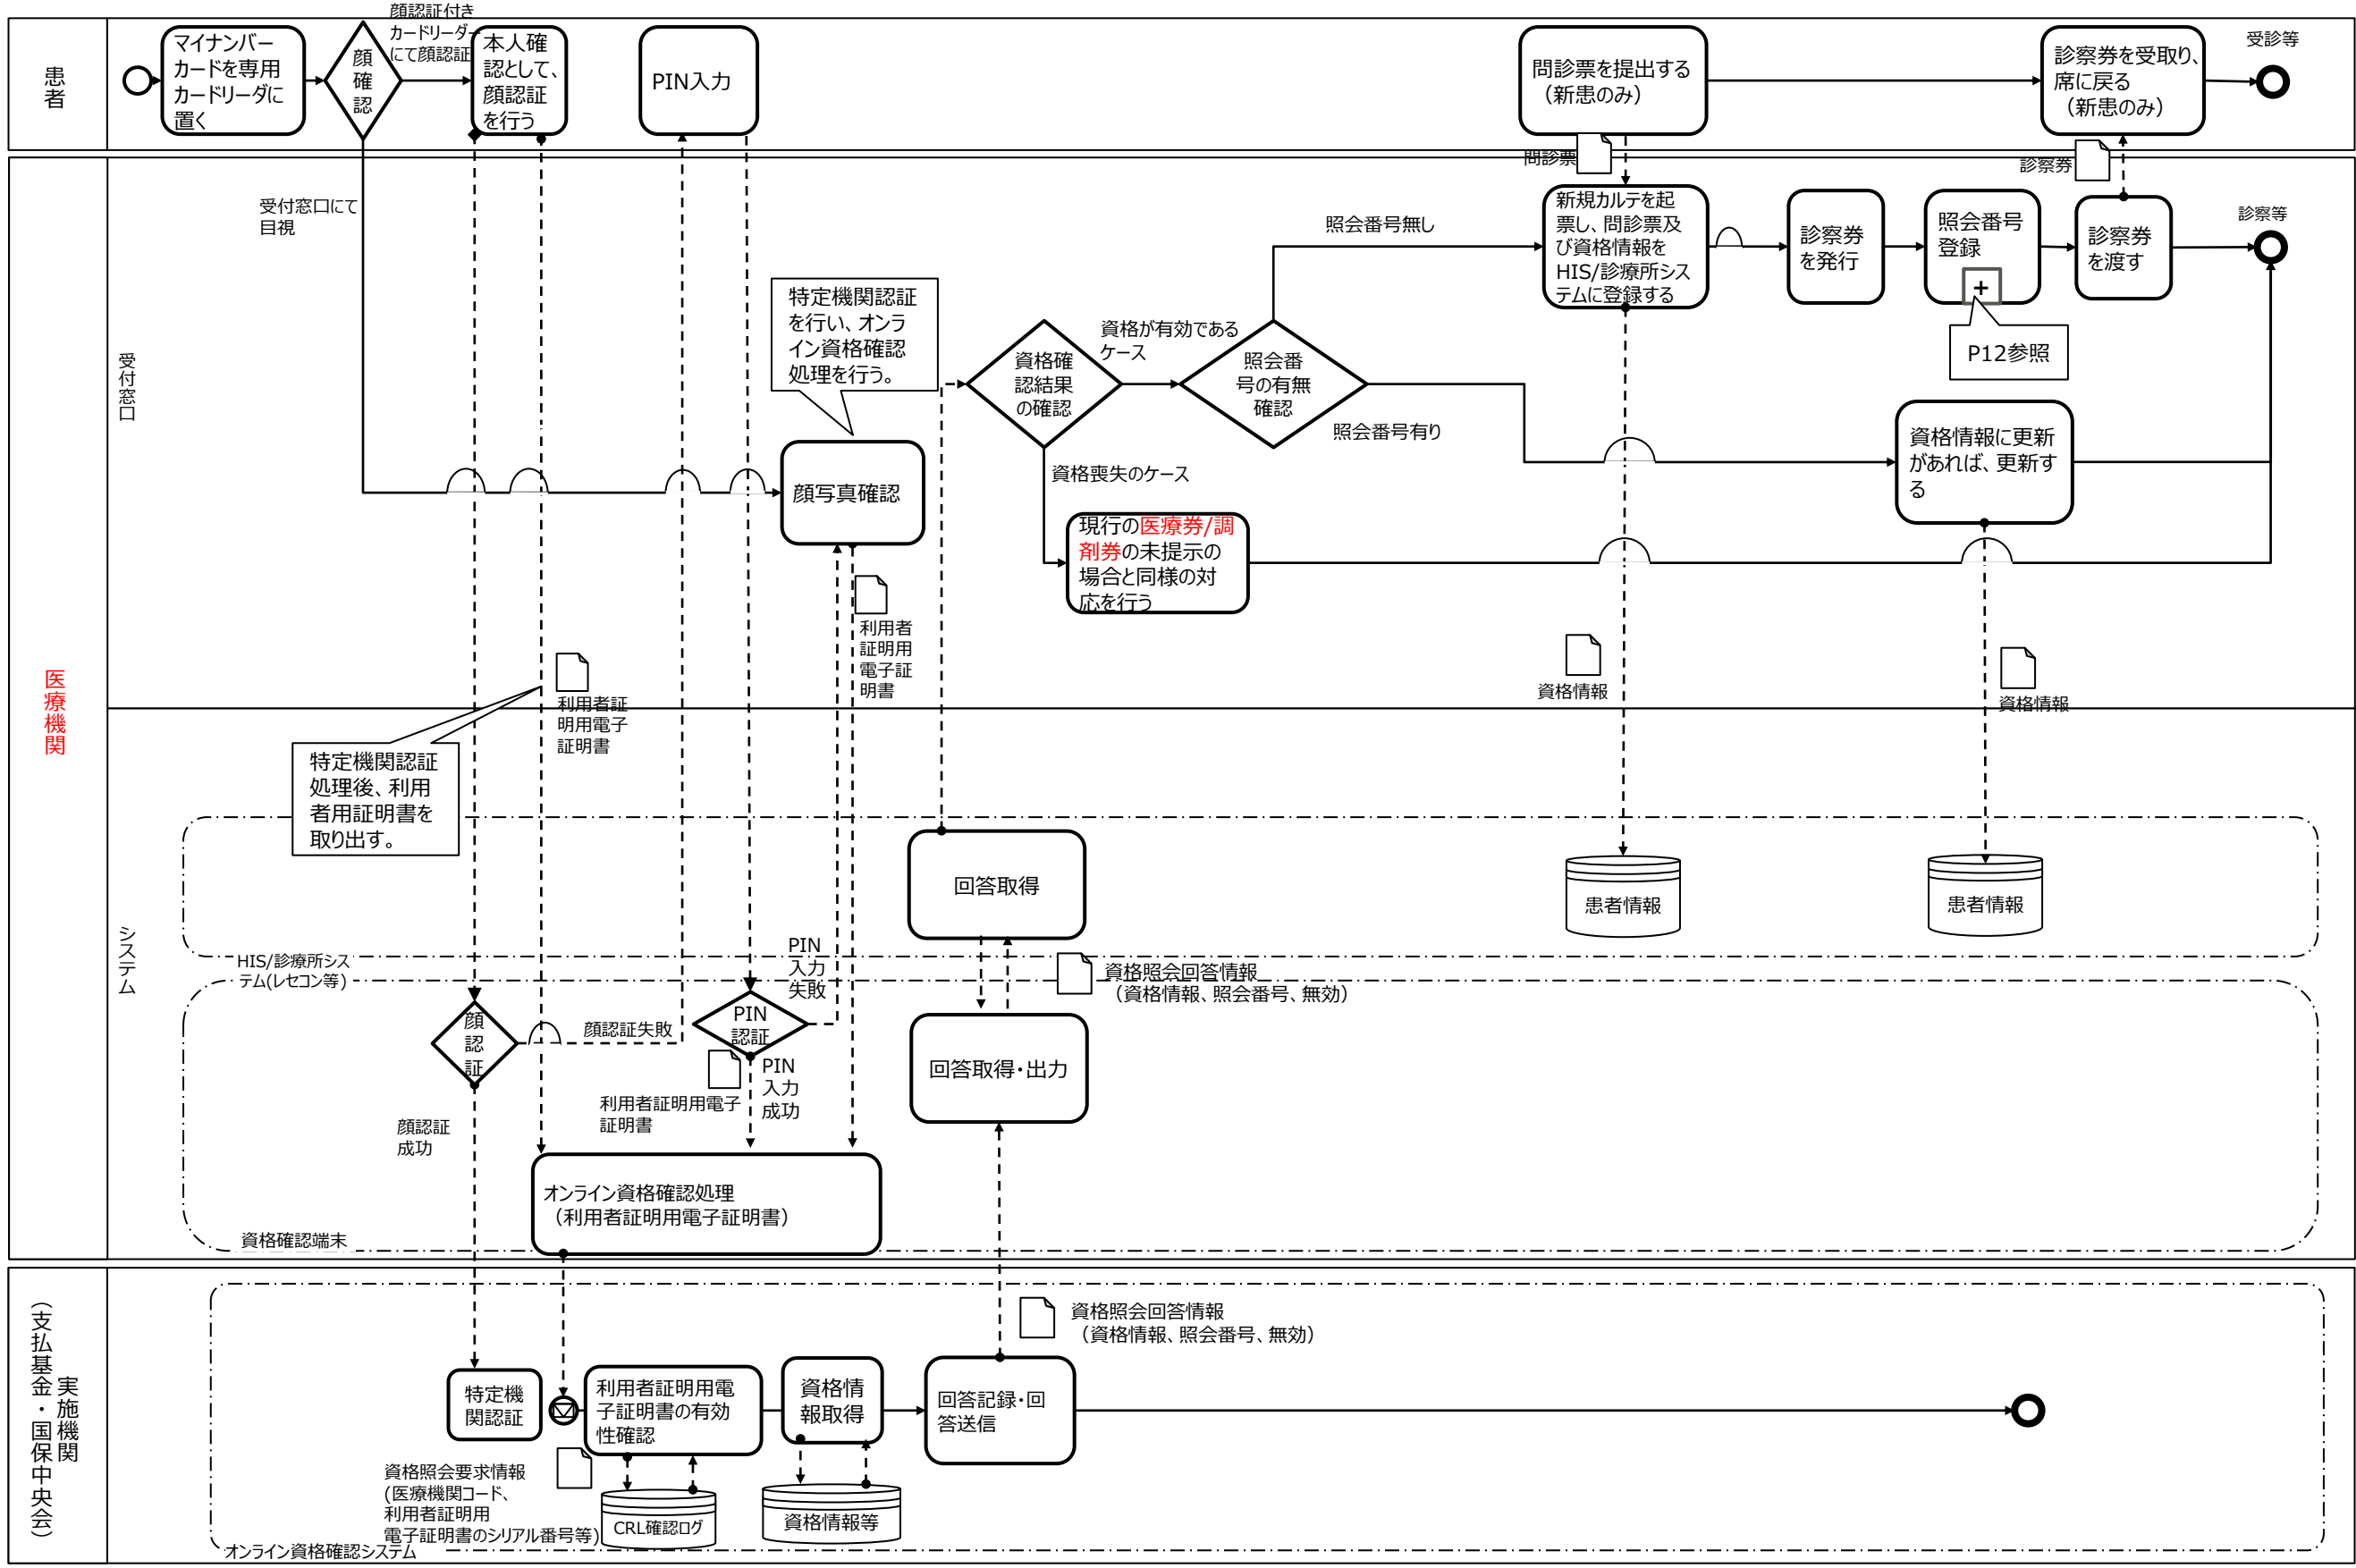 患者
マイナンバー
カードを専用
カードリーダに
置く
顔
確
認
顔認証付き
カードリーダー
にて顔認証
本人確
認として、
顔認証
を行う
PIN入力
問診票を提出する
（新患のみ）
診察券を受取り、
席に戻る
（新患のみ）
受診等
問診票
診察券
医療機関
受付窓口
受付窓口にて
目視
特定機関認証
を行い、オンラ
イン資格確認
処理を行う。
顔写真確認
資格確
認結果
の確認
資格が有効である
ケース
照会番
号の有無
確認
照会番号無し
照会番号有り
資格喪失のケース
現行の医療券/調
剤券の未提示の
場合と同様の対
応を行う
新規カルテを起
票し、問診票及
び資格情報を
HIS/診療所シス
テムに登録する
診察券
を発行
照会番号
登録
+
P12参照
診察券
を渡す
診察等
資格情報に更新
があれば、更新す
る
利用者
証明用
電子証
明書
利用者証
明用電子
証明書
資格情報
資格情報
システム
特定機関認証
処理後、利用
者用証明書を
取り出す。
回答取得
患者情報
患者情報
HIS/診療所シス
テム(レセコン等)
PIN
入力
失敗
資格照会回答情報
（資格情報、照会番号、無効）
顔
認
証
顔認証失敗
PIN
認証
PIN
入力
成功
利用者証明用電子
証明書
顔認証
成功
回答取得・出力
オンライン資格確認処理
（利用者証明用電子証明書）
資格確認端末
実施機関
（支払基金・国保中央会）
資格照会回答情報
（資格情報、照会番号、無効）
特定機
関認証
利用者証明用電
子証明書の有効
性確認
資格情
報取得
回答記録・回
答送信
資格照会要求情報
(医療機関コード、
利用者証明用
電子証明書のシリアル番号等)
CRL確認ログ
資格情報等
オンライン資格確認システム